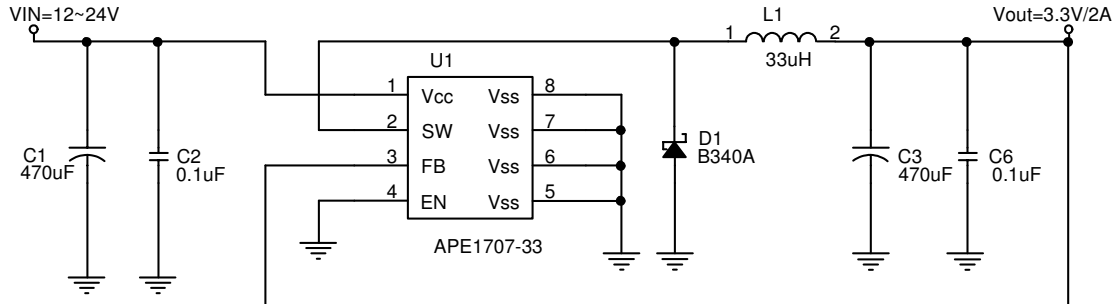 VIN=12~24V
L1
Vout=3.3V/2A
1
2
33uH
U1
1
Vcc
Vss
8
2
SW
Vss
7
3
FB
Vss
6
4
EN
Vss
5
APE1707-33
C1
470uF
C2
0.1uF
D1
B340A
C3
470uF
C6
0.1uF